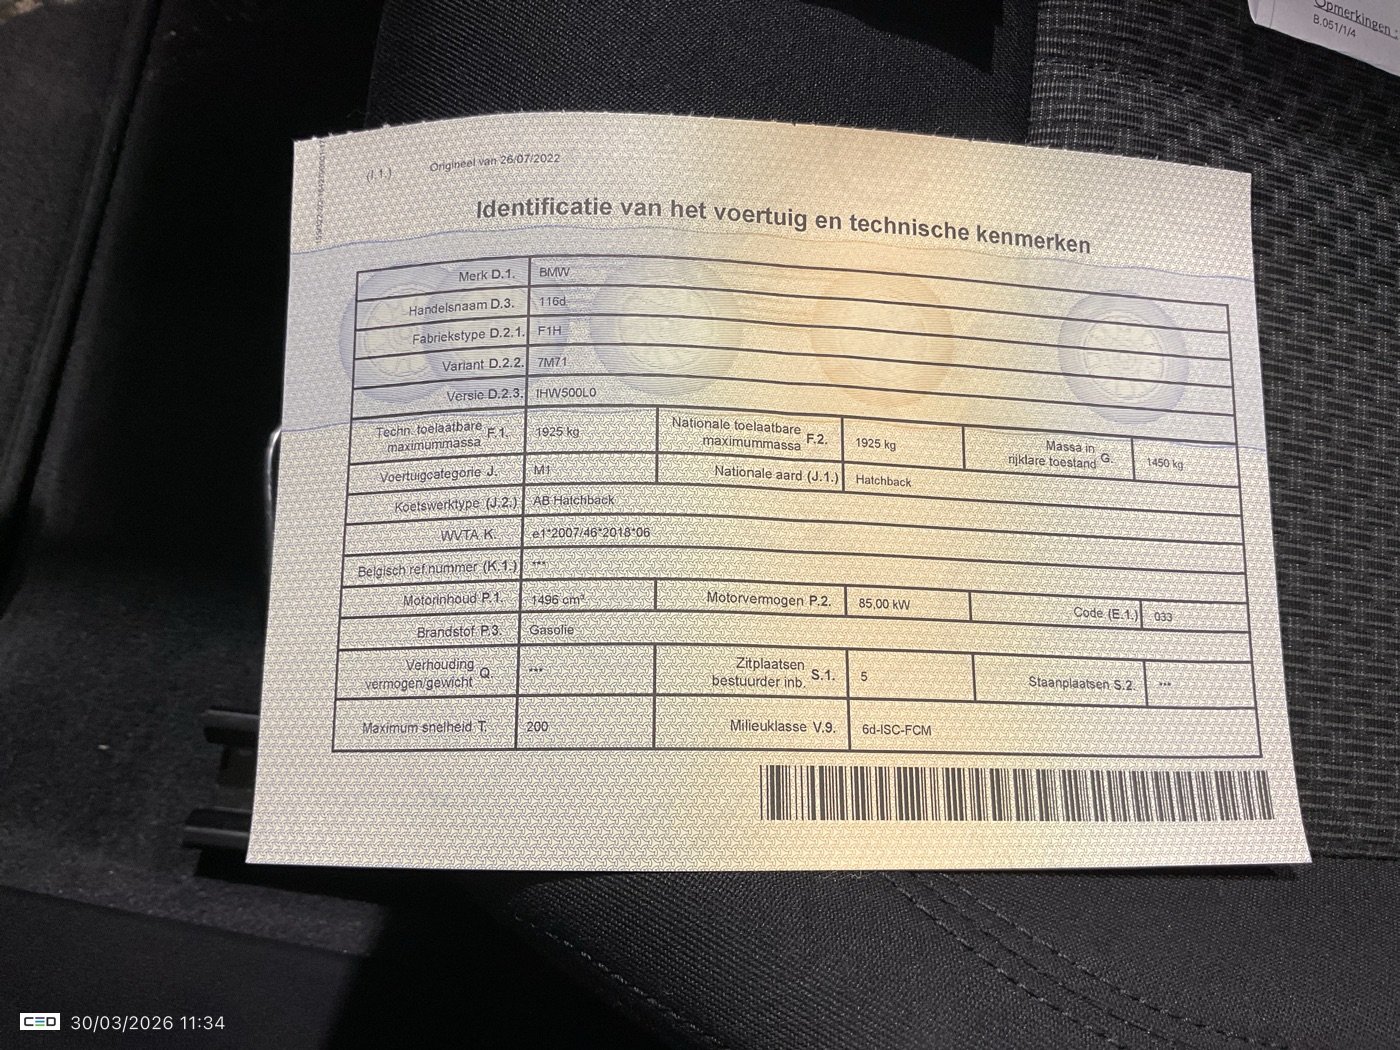 Opmerkingen :
B.051/1/4
(I.1.) Origineel van 26/07/2022
Identificatie van het voertuig en technische kenmerken
Merk D.1. BMW
Handelsnaam D.3. 116d
Fabriekstype D.2.1. F1H
Variant D.2.2. 7M71
Versie D.2.3. 1HW500L0
Techn. toelaatbare maximummassa F.1. 1925 kg Nationale toelaatbare maximummassa F.2. 1925 kg Massa in rijklare toestand G. 1450 kg
Voertuigcategorie J. M1 Nationale aard (J.1.) Hatchback
Koetswerktype (J.2.) AB Hatchback
WVTA K. e1*2007/46*2018*06
Belgisch ref.nummer (K.1.) ***
Motorinhoud P.1. 1496 cm³ Motorvermogen P.2. 85,00 kW Code (E.1.) 033
Brandstof P.3. Gasolie
Verhouding vermogen/gewicht Q. *** Zitplaatsen bestuurder inb. S.1. 5 Staanplaatsen S.2. ***
Maximum snelheid T. 200 Milieuklasse V.9. 6d-ISC-FCM
CED 30/03/2026 11:34